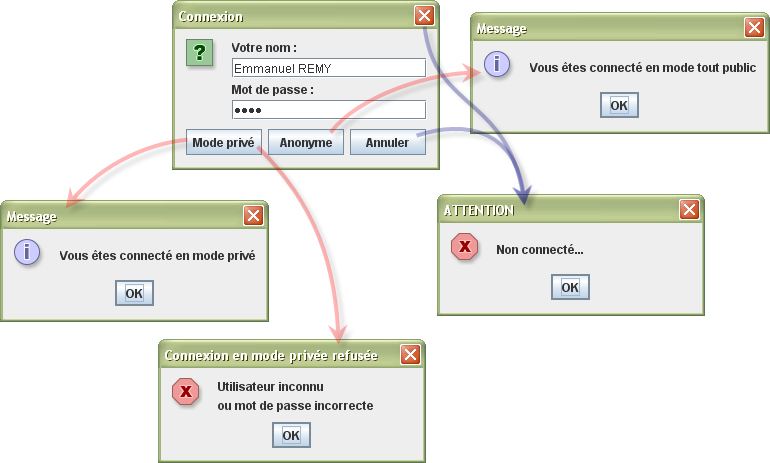 Connexion
?
Votre nom :
Emmanuel REMY
Mot de passe :
••••
Mode privé
Anonyme
Annuler
Message
i
Vous êtes connecté en mode tout public
OK
Message
i
Vous êtes connecté en mode privé
OK
ATTENTION
X
Non connecté...
OK
Connexion en mode privée refusée
X
Utilisateur inconnu
ou mot de passe incorrecte
OK